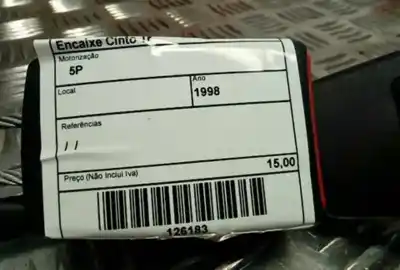 Encaixe Cinto
Motorização
5P
Local
Ano
1998
Referências
/ /
Preço (Não Inclui Iva)
15,00
126183